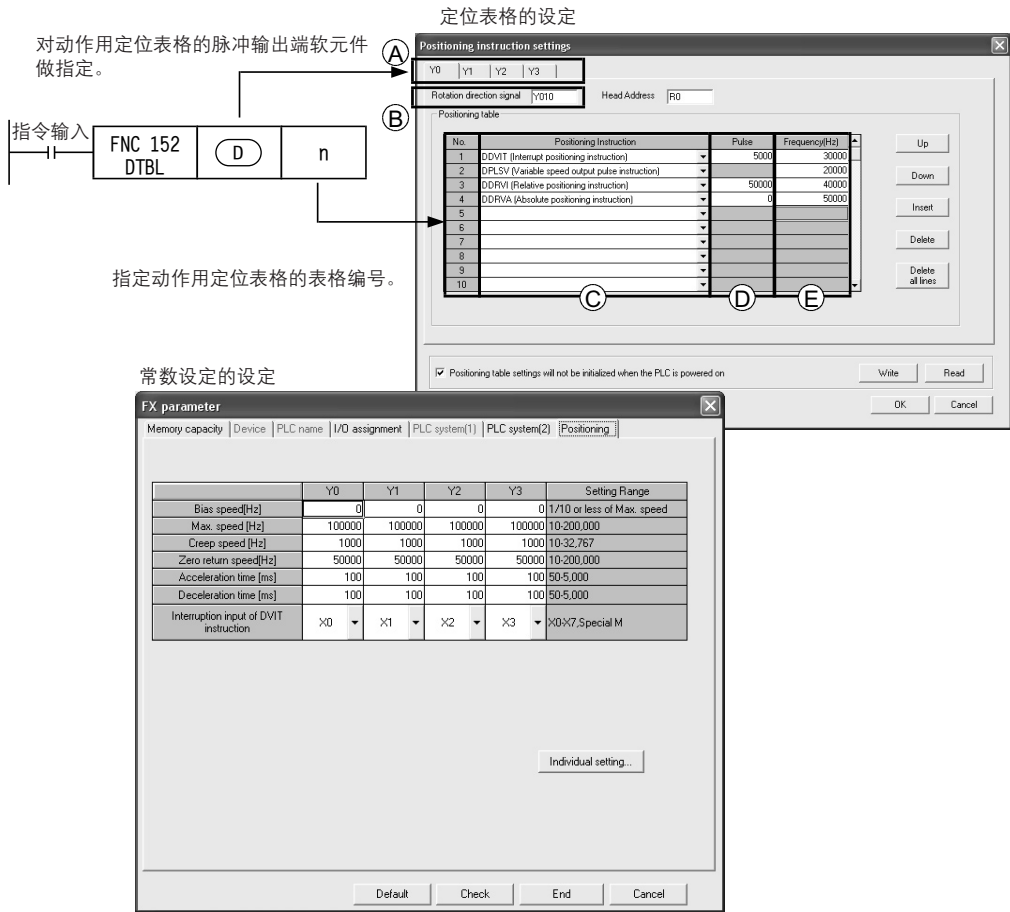 定位表格的设定
对动作用定位表格的脉冲输出端软元件
做指定。
指令输入
FNC 152
DTBL
D
n
指定动作用定位表格的表格编号。
Positioning instruction settings
A
Y0 Y1 Y2 Y3
B
Rotation direction signal Y010 Head Address R0
Positioning table
No. Positioning Instruction Pulse Frequency(Hz)
1 DDVIT (Interrupt positioning instruction) 5000 30000
2 DPLSV (Variable speed output pulse instruction) 20000
3 DDRVI (Relative positioning instruction) 50000 40000
4 DDRVA (Absolute positioning instruction) 0 50000
5
6
7
8
9
10
C D E
Up
Down
Insert
Delete
Delete
all lines
Positioning table settings will not be initialized when the PLC is powered on
Write Read
OK Cancel
常数设定的设定
FX parameter
Memory capacity Device PLC name I/O assignment PLC system(1) PLC system(2) Positioning
Y0 Y1 Y2 Y3 Setting Range
Bias speed[Hz] 0 0 0 0 1/10 or less of Max. speed
Max. speed [Hz] 100000 100000 100000 100000 10-200,000
Creep speed [Hz] 1000 1000 1000 1000 10-32,767
Zero return speed[Hz] 50000 50000 50000 50000 10-200,000
Acceleration time [ms] 100 100 100 100 50-5,000
Deceleration time [ms] 100 100 100 100 50-5,000
Interruption input of DVIT
instruction
X0 X1 X2 X3 X0-X7,Special M
Individual setting...
Default Check End Cancel